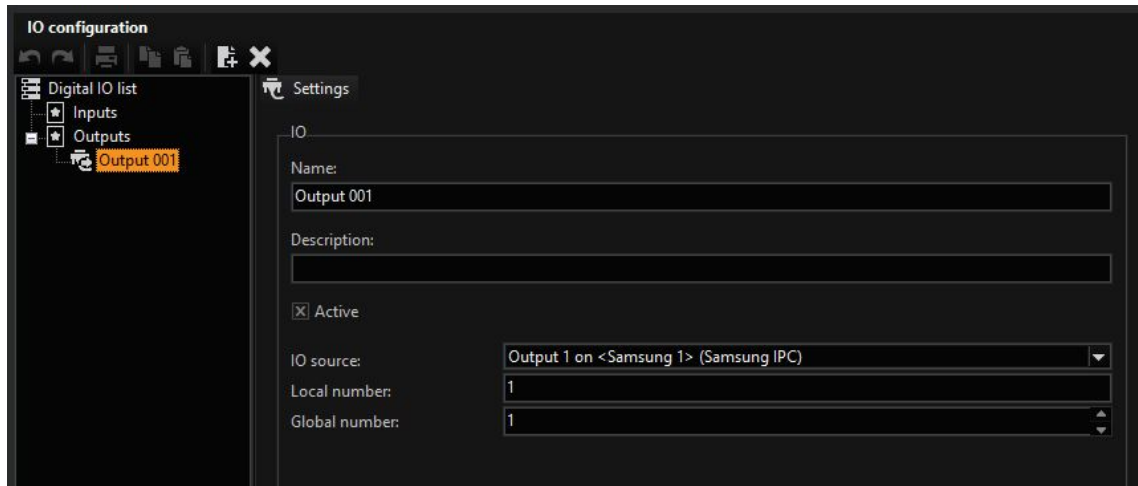 IO configuration
Digital IO list
Inputs
Outputs
Output 001
Settings
IO
Name:
Output 001
Description:
Active
IO source: Output 1 on <Samsung 1> (Samsung IPC)
Local number: 1
Global number: 1